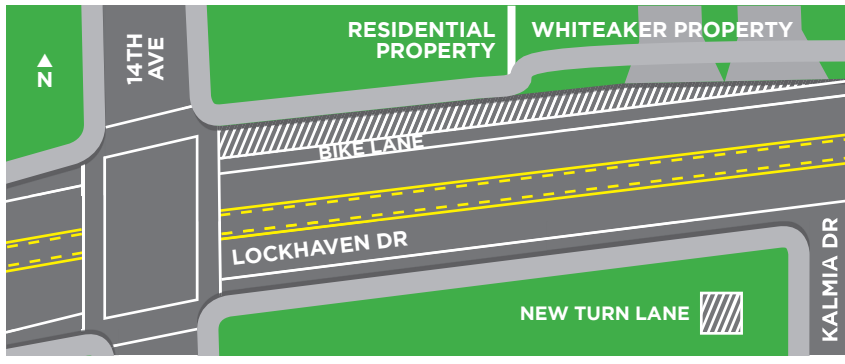 RESIDENTIAL
PROPERTY
WHITEAKER PROPERTY
14TH
AVE
N
BIKE LANE
LOCKHAVEN DR
KALMIA DR
NEW TURN LANE